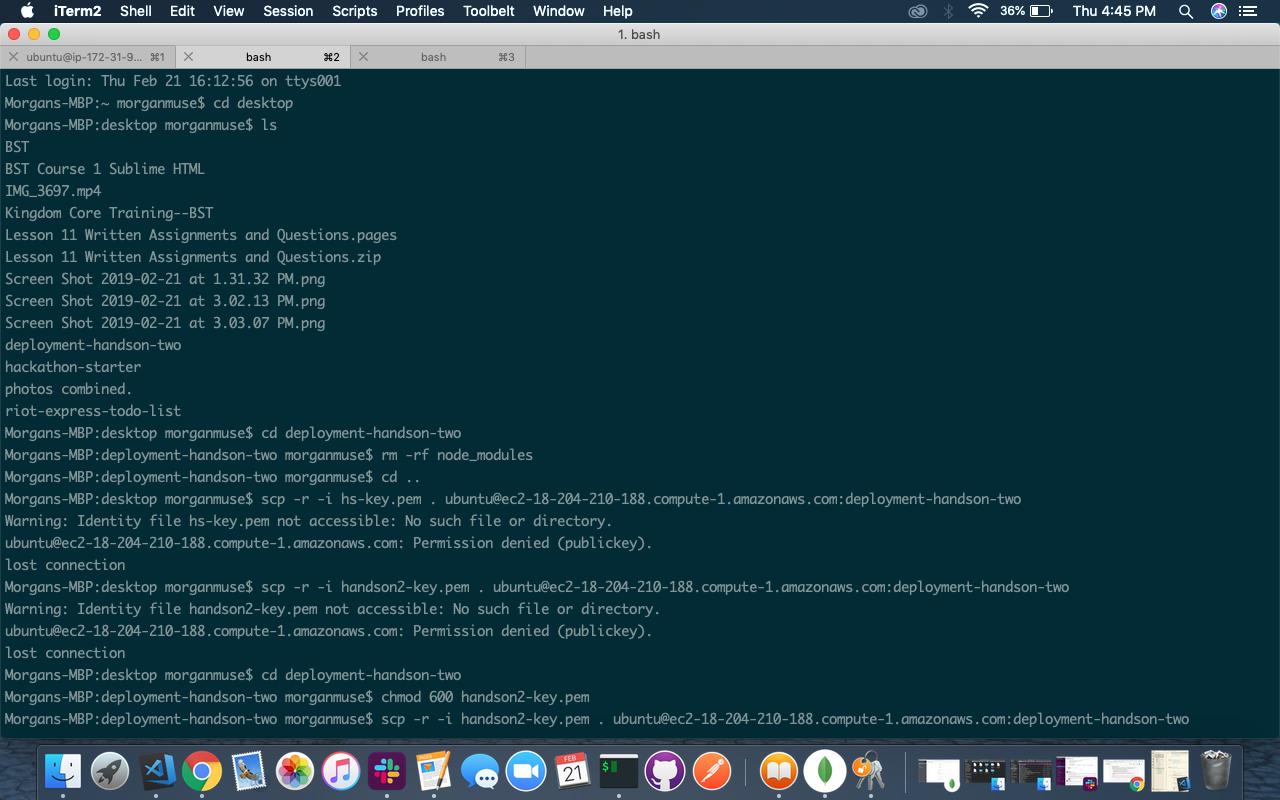 iTerm2 Shell Edit View Session Scripts Profiles Toolbelt Window Help 36% Thu 4:45 PM
1. bash
ubuntu@ip-172-31-9... ⌘1 bash ⌘2 bash ⌘3
Last login: Thu Feb 21 16:12:56 on ttys001
Morgans-MBP:~ morganmuse$ cd desktop
Morgans-MBP:desktop morganmuse$ ls
BST
BST Course 1 Sublime HTML
IMG_3697.mp4
Kingdom Core Training--BST
Lesson 11 Written Assignments and Questions.pages
Lesson 11 Written Assignments and Questions.zip
Screen Shot 2019-02-21 at 1.31.32 PM.png
Screen Shot 2019-02-21 at 3.02.13 PM.png
Screen Shot 2019-02-21 at 3.03.07 PM.png
deployment-handson-two
hackathon-starter
photos combined.
riot-express-todo-list
Morgans-MBP:desktop morganmuse$ cd deployment-handson-two
Morgans-MBP:deployment-handson-two morganmuse$ rm -rf node_modules
Morgans-MBP:deployment-handson-two morganmuse$ cd ..
Morgans-MBP:desktop morganmuse$ scp -r -i hs-key.pem . ubuntu@ec2-18-204-210-188.compute-1.amazonaws.com:deployment-handson-two
Warning: Identity file hs-key.pem not accessible: No such file or directory.
ubuntu@ec2-18-204-210-188.compute-1.amazonaws.com: Permission denied (publickey).
lost connection
Morgans-MBP:desktop morganmuse$ scp -r -i handson2-key.pem . ubuntu@ec2-18-204-210-188.compute-1.amazonaws.com:deployment-handson-two
Warning: Identity file handson2-key.pem not accessible: No such file or directory.
ubuntu@ec2-18-204-210-188.compute-1.amazonaws.com: Permission denied (publickey).
lost connection
Morgans-MBP:desktop morganmuse$ cd deployment-handson-two
Morgans-MBP:deployment-handson-two morganmuse$ chmod 600 handson2-key.pem
Morgans-MBP:deployment-handson-two morganmuse$ scp -r -i handson2-key.pem . ubuntu@ec2-18-204-210-188.compute-1.amazonaws.com:deployment-handson-two
FEB
21